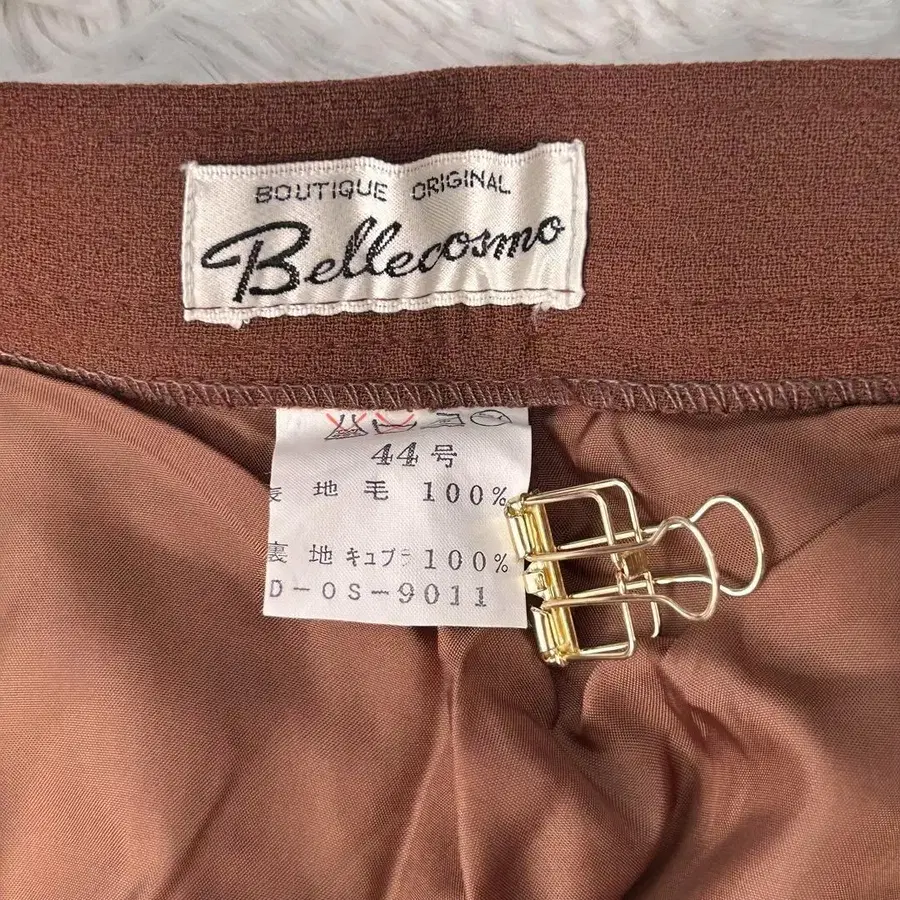 BOUTIQUE ORIGINAL
Bellecosmo
44号
表 地 毛 100%
裏 地 キュプラ 100%
D-OS-9011